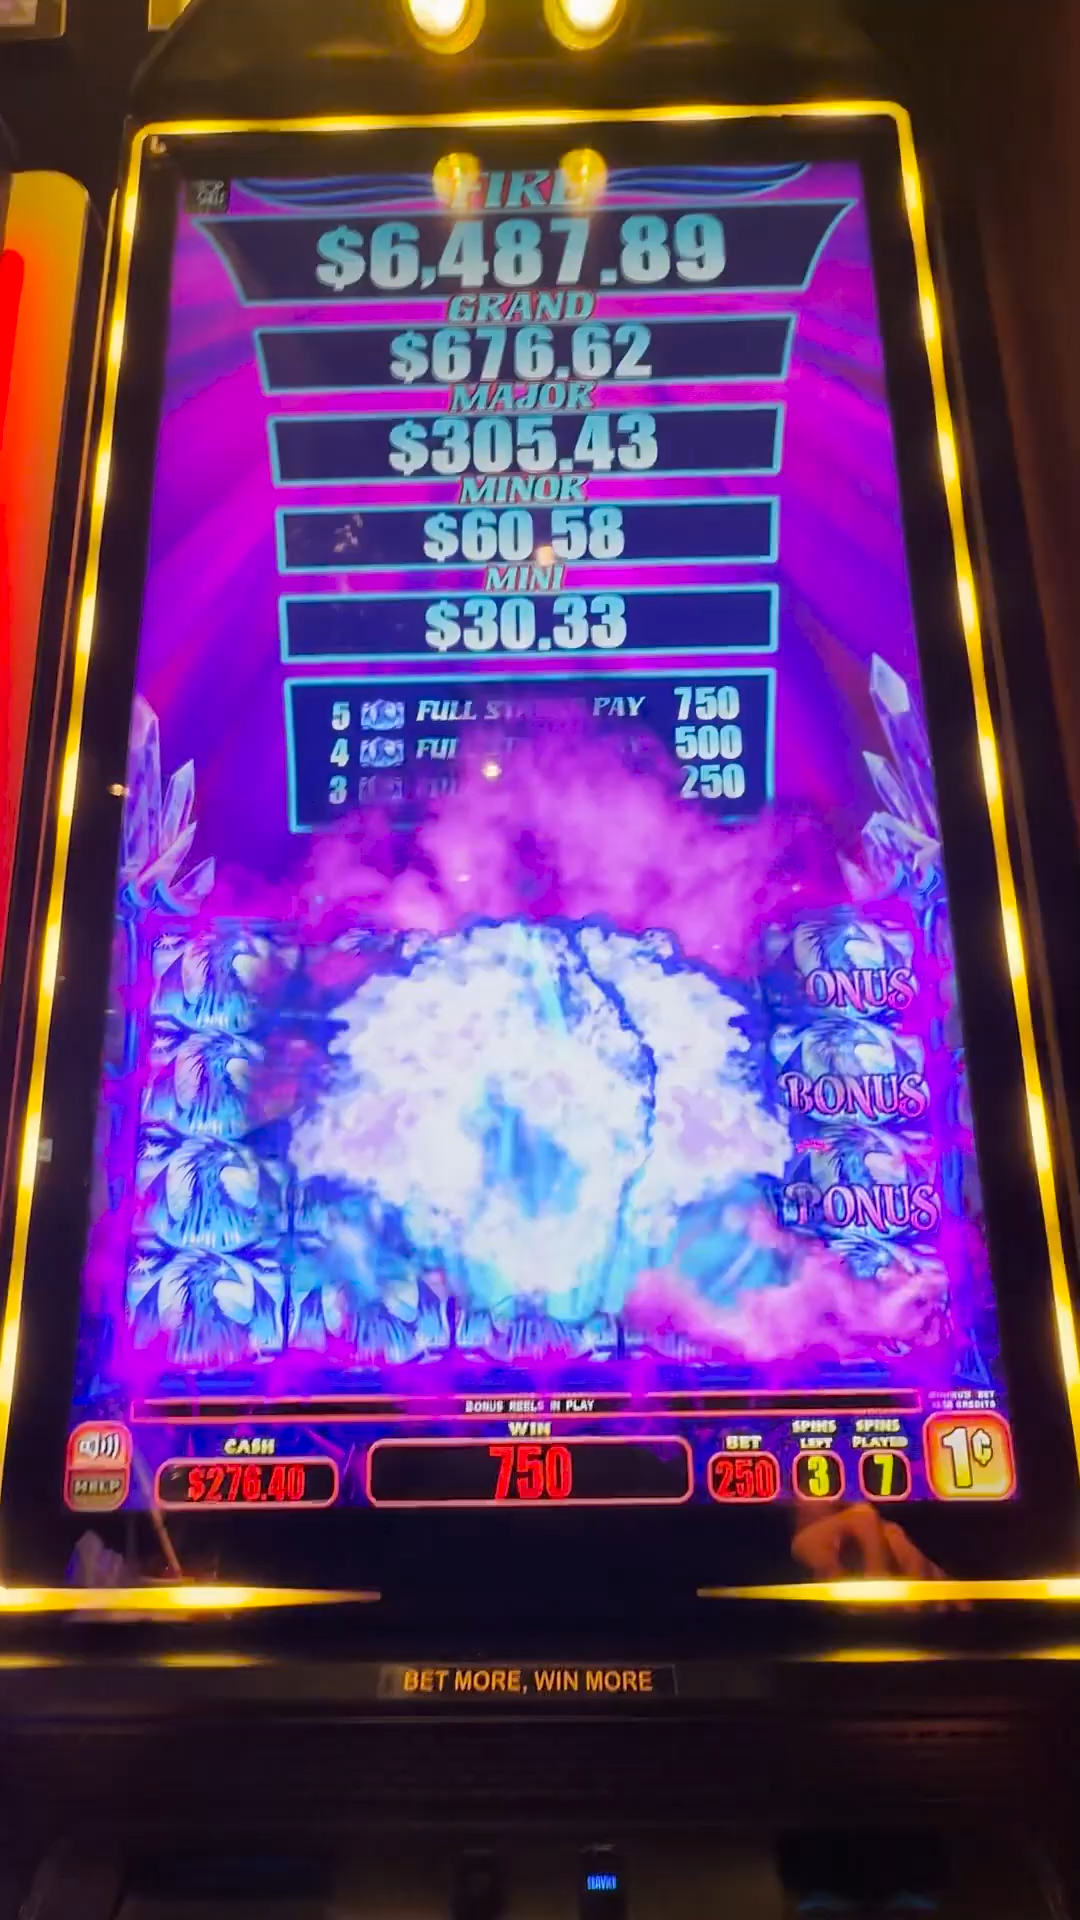 FIRE
$6,487.89
GRAND
$676.62
MAJOR
$305.43
MINOR
$60.58
MINI
$30.33
5 FULL PAY 750
4 500
3 250
ONUS
BONUS
BONUS
BONUS REELS IN PLAY
CASH
$276.40
WIN
750
BET
250
SPINS LEFT
3
SPINS PLAYED
7
1¢
HELP
BET MORE, WIN MORE